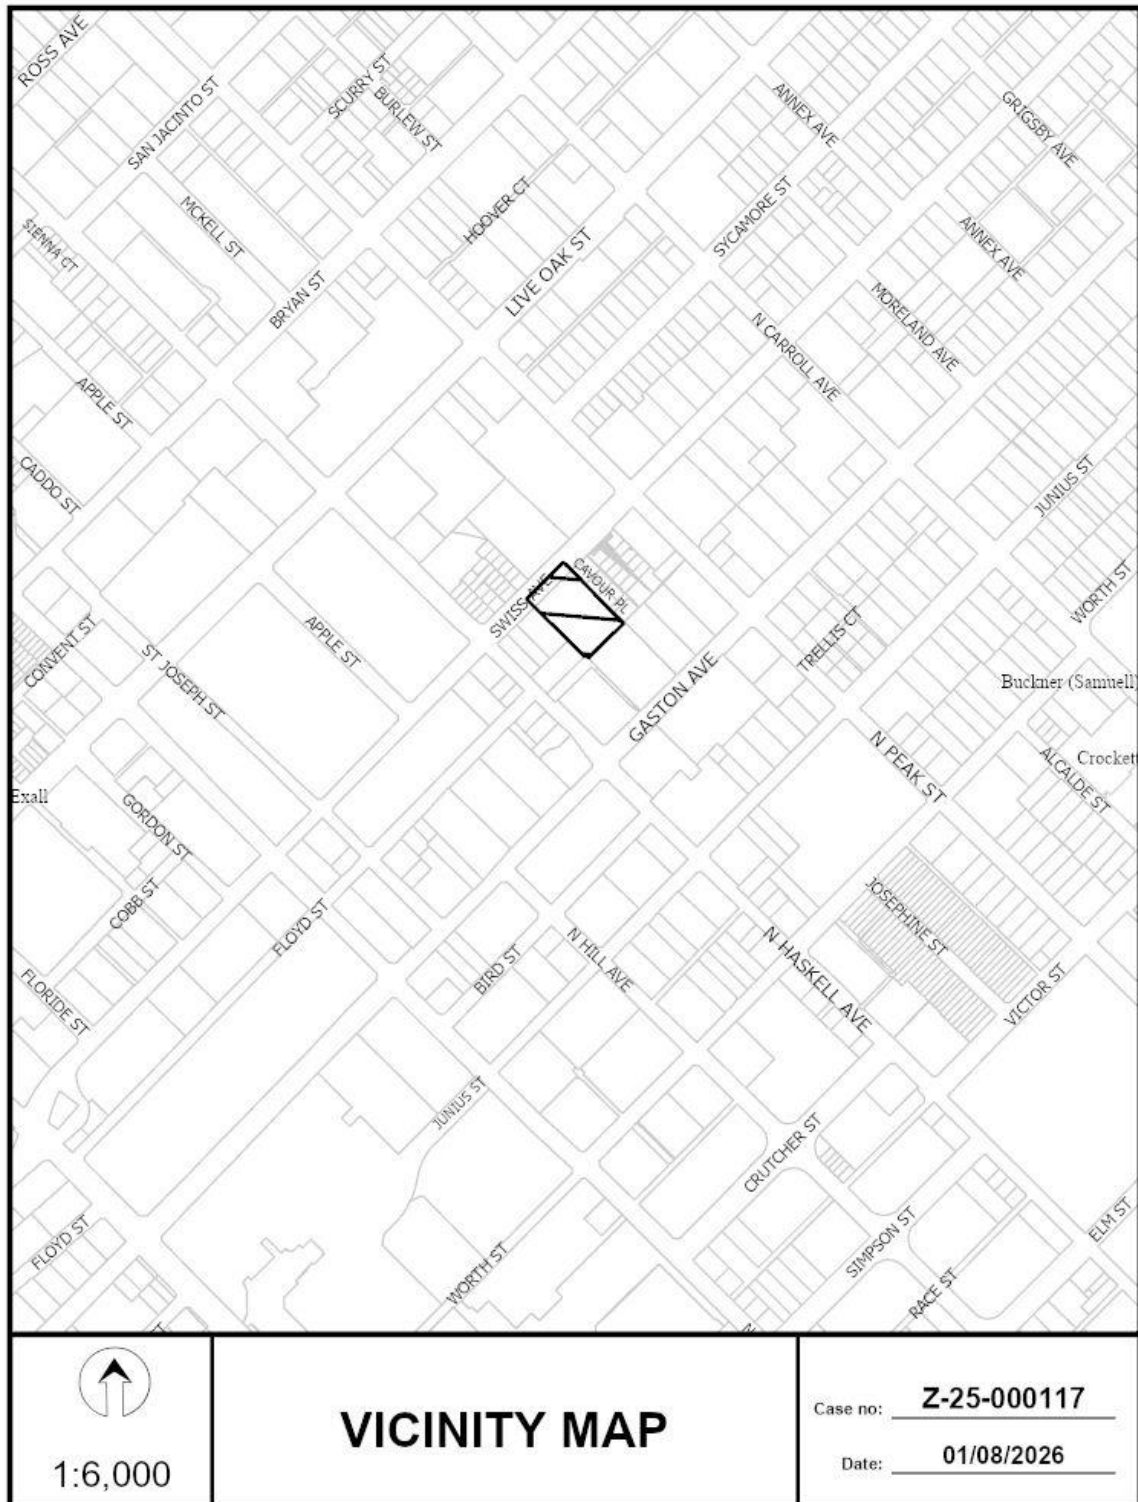 ROSS AVE
SCURRY ST
BURLEW ST
SAN JACINTO ST
ANNEX AVE
GRIGSBY AVE
MCKELL ST
HOOVER CT
SYCAMORE ST
SIENNA CT
LIVE OAK ST
ANNEX AVE
BRYAN ST
MORELAND AVE
N CARROLL AVE
APPLE ST
CADDO ST
JUNIUS ST
CAVOUR PL
WORTH ST
SWISS AVE
CONVENT ST
APPLE ST
TRELLIS CT
ST JOSEPH ST
GASTON AVE
Buckner (Samuell)
N PEAK ST
Crockett
ALCALDE ST
Exall
GORDON ST
COBB ST
JOSEPHINE ST
FLOYD ST
N HILL AVE
BIRD ST
N HASKELL AVE
FLORIDE ST
VICTOR ST
JUNIUS ST
CRUTCHER ST
FLOYD ST
ELM ST
SIMPSON ST
WORTH ST
RACE ST
1:6,000
VICINITY MAP
Case no: Z-25-000117
Date: 01/08/2026